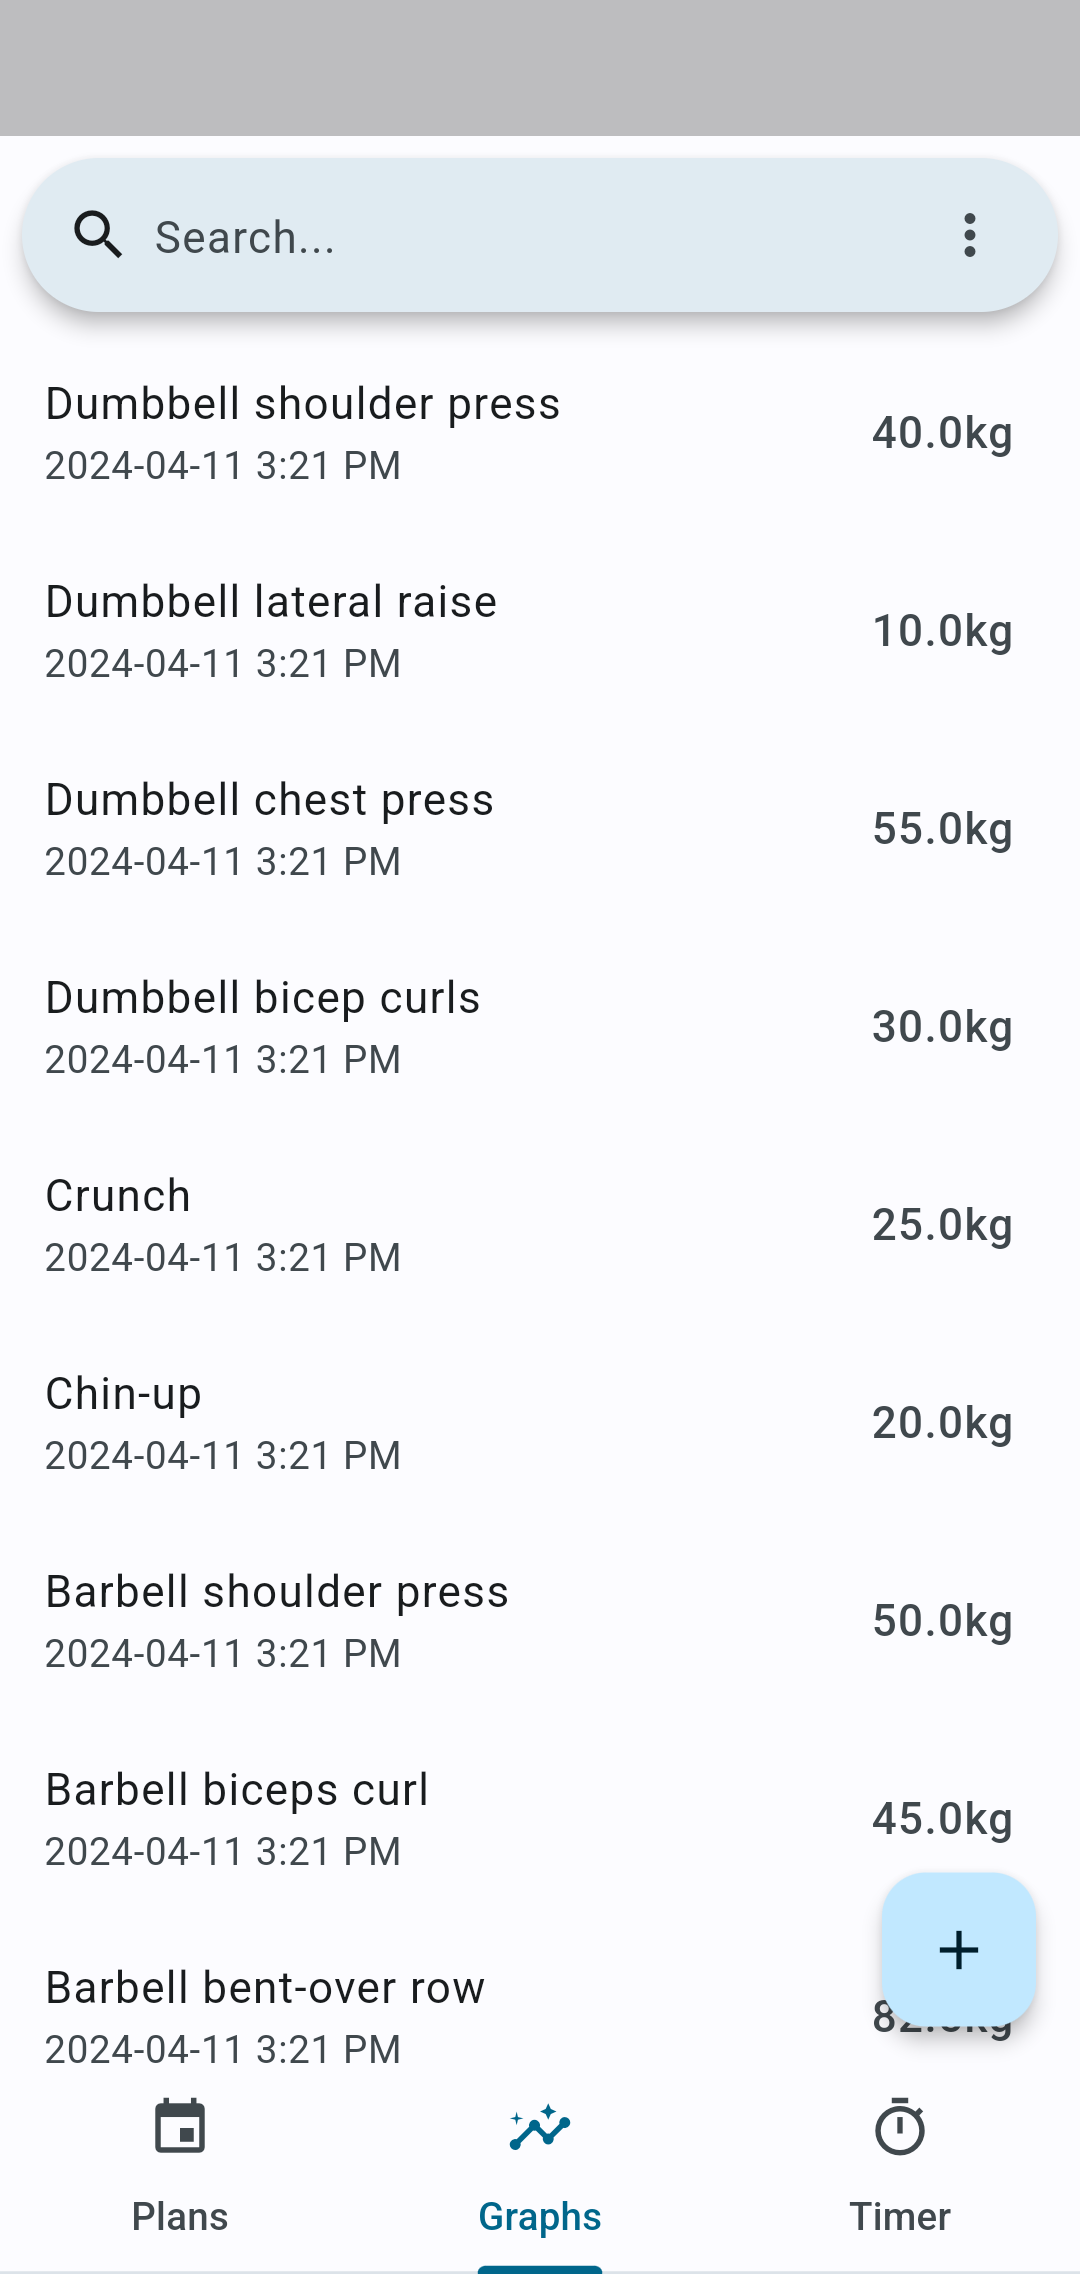 Search...
Dumbbell shoulder press
2024-04-11 3:21 PM
40.0kg
Dumbbell lateral raise
2024-04-11 3:21 PM
10.0kg
Dumbbell chest press
2024-04-11 3:21 PM
55.0kg
Dumbbell bicep curls
2024-04-11 3:21 PM
30.0kg
Crunch
2024-04-11 3:21 PM
25.0kg
Chin-up
2024-04-11 3:21 PM
20.0kg
Barbell shoulder press
2024-04-11 3:21 PM
50.0kg
Barbell biceps curl
2024-04-11 3:21 PM
45.0kg
Barbell bent-over row
2024-04-11 3:21 PM
Plans
Graphs
Timer